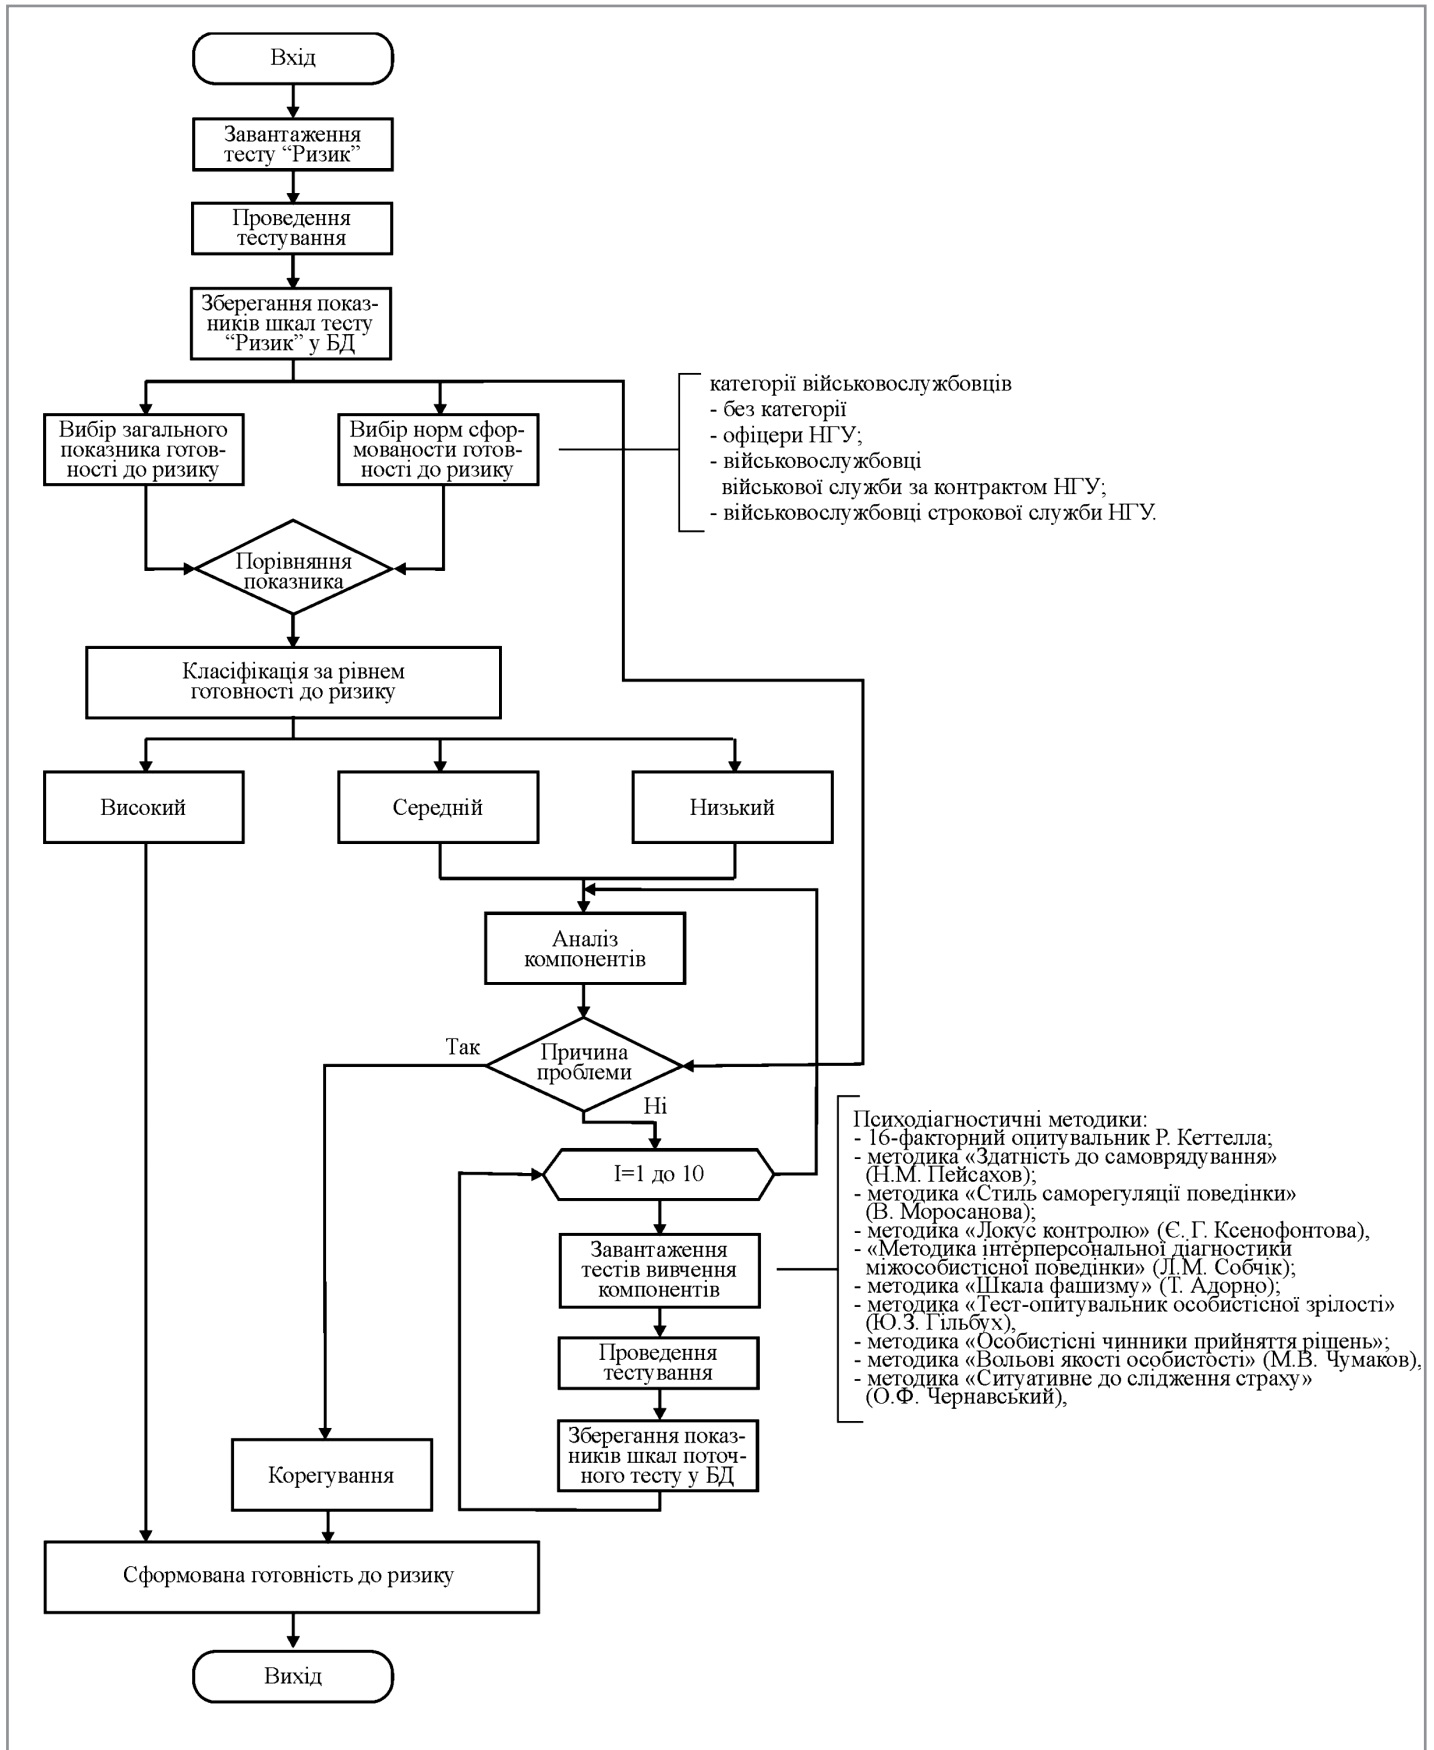 Вхід
Завантаження
тесту “Ризик”
Проведення
тестування
Зберегання показ-
ників шкал тесту
“Ризик” у БД
Вибір загального
показника готов-
ності до ризику
Вибір норм сфор-
мованости готов-
ності до ризику
категорії військовослужбовців
- без категорії
- офіцери НГУ;
- військовослужбовці
військової служби за контрактом НГУ;
- військовослужбовці строкової служби НГУ.
Порівняння
показника
Класіфікація за рівнем
готовності до ризику
Високий
Середній
Низький
Аналіз
компонентів
Так
Причина
проблеми
Ні
I=1 до 10
Завантаження
тестів вивчення
компонентів
Проведення
тестування
Зберегання показ-
ників шкал поточ-
ного тесту у БД
Психодіагностичні методики:
- 16-факторний опитувальник Р. Кеттелла;
- методика «Здатність до самоврядування»
(Н.М. Пейсахов);
- методика «Стиль саморегуляції поведінки»
(В. Моросанова);
- методика «Локус контролю» (Є. Г. Ксенофонтова),
- «Методика інтерперсональної діагностики
міжособистісної поведінки» (Л.М. Собчік);
- методика «Шкала фашизму» (Т. Адорно);
- методика «Тест-опитувальник особистісної зрілості»
(Ю.З. Гільбух),
- методика «Особистісні чинники прийняття рішень»;
- методика «Вольові якості особистості» (М.В. Чумаков),
- методика «Ситуативне до слідження страху»
(О.Ф. Чернавський),
Корегування
Сформована готовність до ризику
Вихід